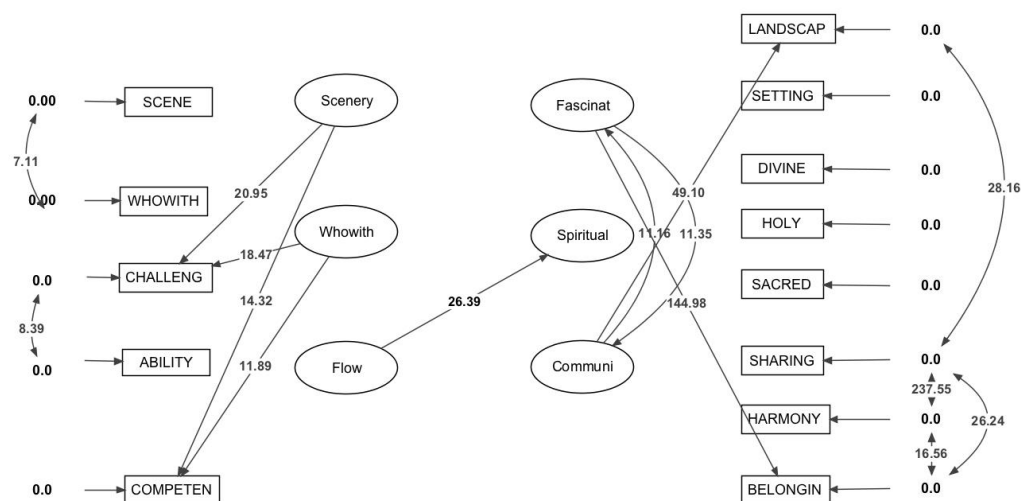 LANDSCAP
0.0
0.00
SCENE
Scenery
Fascinat
SETTING
0.0
7.11
DIVINE
0.0
28.16
20.95
49.10
0.00
WHOWITH
Whowith
Spiritual
11.16
11.35
HOLY
0.0
18.47
0.0
CHALLENG
SACRED
0.0
14.32
26.39
144.98
8.39
0.0
ABILITY
11.89
Flow
Communi
SHARING
0.0
237.55
HARMONY
0.0
26.24
16.56
0.0
COMPETEN
BELONGIN
0.0